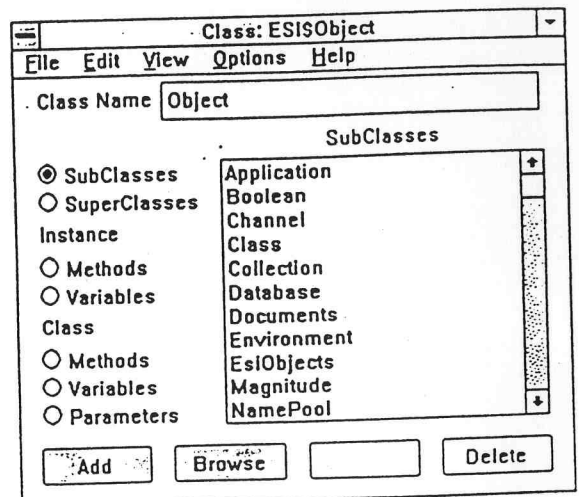 Class: ESI$Object
File Edit View Options Help
Class Name Object
SubClasses
SubClasses
SuperClasses
Instance
Methods
Variables
Class
Methods
Variables
Parameters
Application
Boolean
Channel
Class
Collection
Database
Documents
Environment
EsiObjects
Magnitude
NamePool
Add Browse Delete